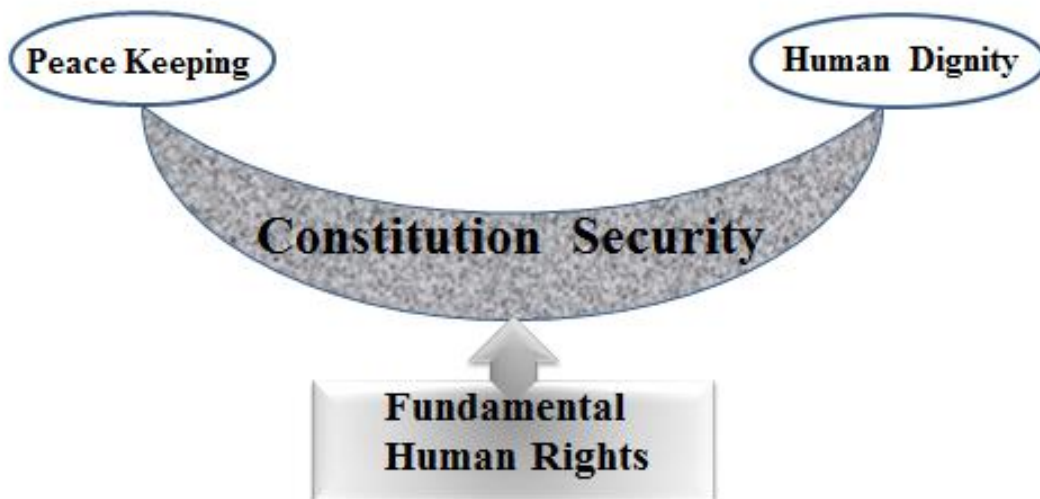 Peace Keeping
Human Dignity
Constitution Security
Fundamental
Human Rights